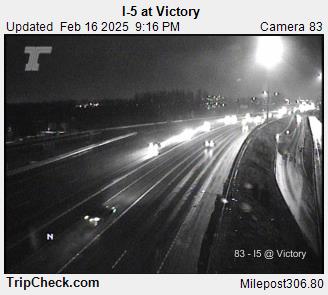 I-5 at Victory
Updated Feb 16 2025 9:16 PM Camera 83
T
N
83 - I5 @ Victory
TripCheck.com Milepost306.80